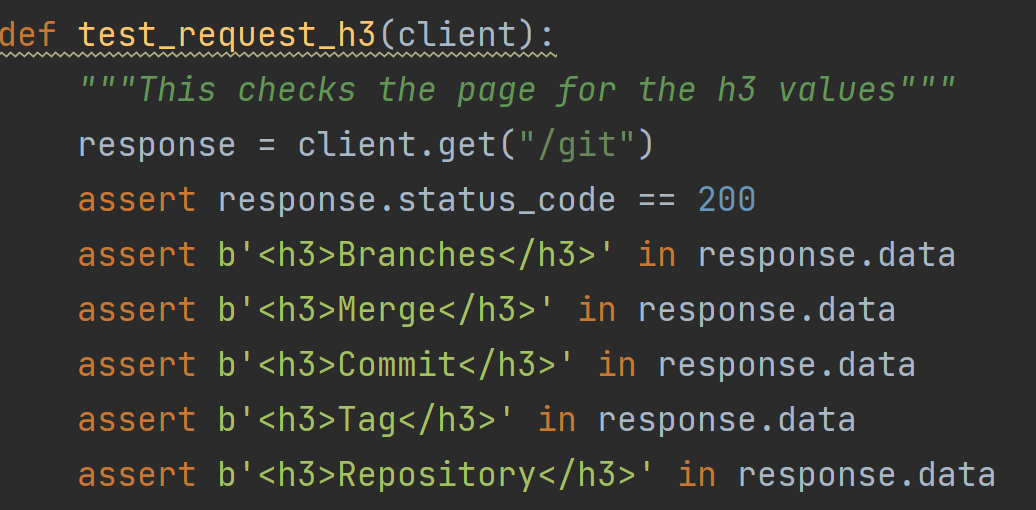 def test_request_h3(client):
    """This checks the page for the h3 values"""
    response = client.get("/git")
    assert response.status_code == 200
    assert b'<h3>Branches</h3>' in response.data
    assert b'<h3>Merge</h3>' in response.data
    assert b'<h3>Commit</h3>' in response.data
    assert b'<h3>Tag</h3>' in response.data
    assert b'<h3>Repository</h3>' in response.data